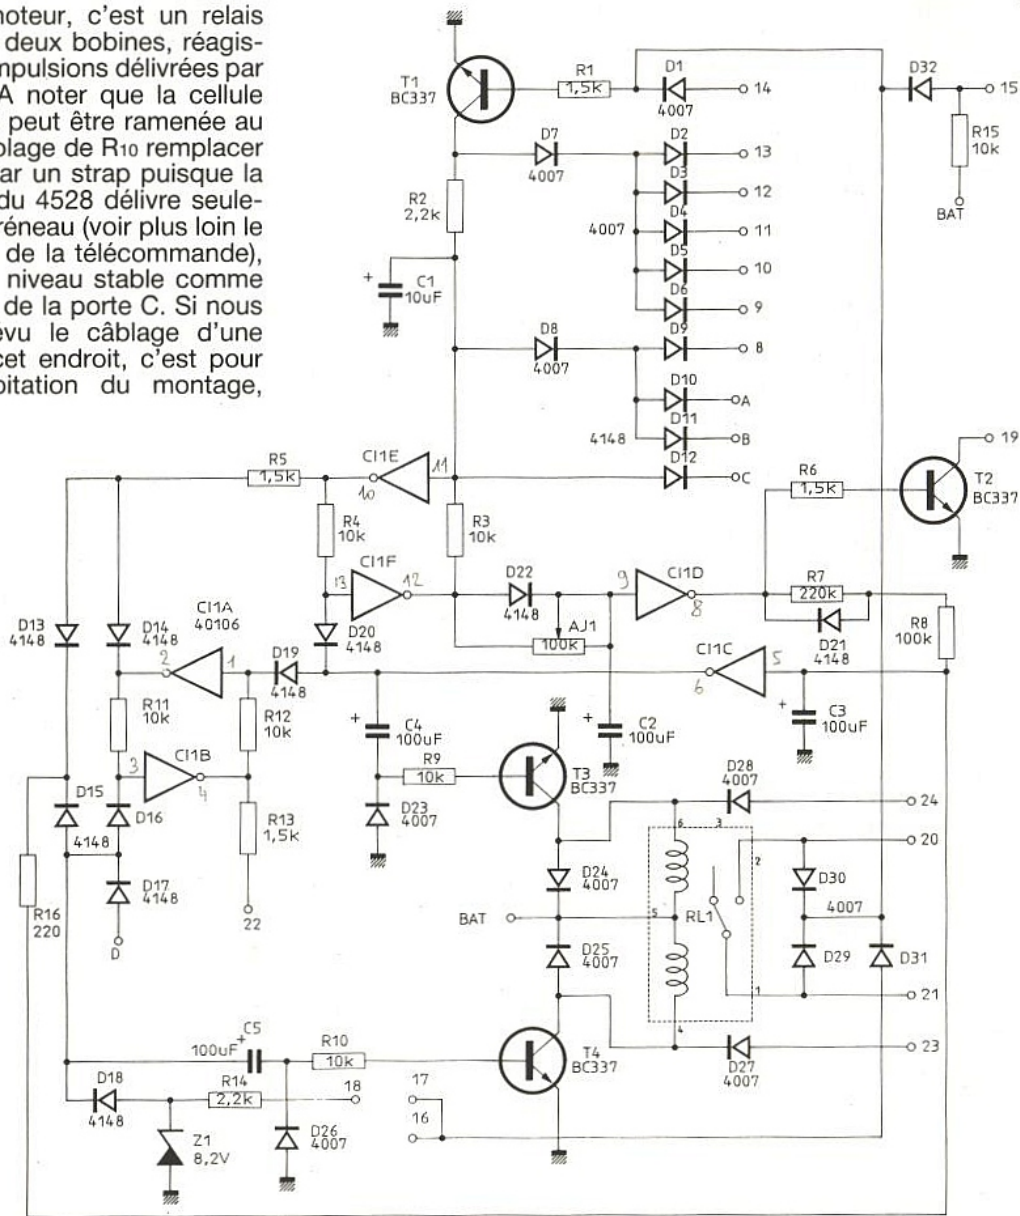 noteur, c'est un relais
deux bobines, réagis-
mpulsions délivrées par
A noter que la cellule
peut être ramenée au
olage de R10 remplacer
ar un strap puisque la
du 4528 délivre seule-
réneau (voir plus loin le
de la télécommande),
niveau stable comme
de la porte C. Si nous
evu le câblage d'une
cet endroit, c'est pour
oitation du montage,
T1
BC337
R1
1,5k
D1
4007
14
D32
15
R15
10k
BAT
D7
4007
D2
13
D3
12
R2
2,2k
4007
D4
11
D5
10
D6
9
+
C1
10uF
D8
4007
D9
8
D10
A
4148
D11
B
D12
C
19
R5
1,5k
CI1E
10
11
R6
1,5k
T2
BC337
R4
10k
R3
10k
CI1F
13
12
D22
4148
9
CI1D
8
R7
220k
D21
4148
R8
100k
AJ1
100k
D13
4148
D14
4148
CI1A
40106
2
1
D19
4148
D20
4148
CI1C
6
5
R11
10k
R12
10k
+
C4
100uF
+
C2
100uF
+
C3
100uF
3
CI1B
4
R9
10k
T3
BC337
D28
4007
24
D15
4148
D16
R13
1,5k
D23
4007
6
3
20
2
R16
220
D17
4148
D
22
D24
4007
D30
4007
BAT
5
RL1
D25
4007
D29
D31
1
21
4
C5
+
100uF
R10
10k
T4
BC337
D27
4007
23
D18
4148
R14
2,2k
18
17
16
Z1
8,2V
D26
4007